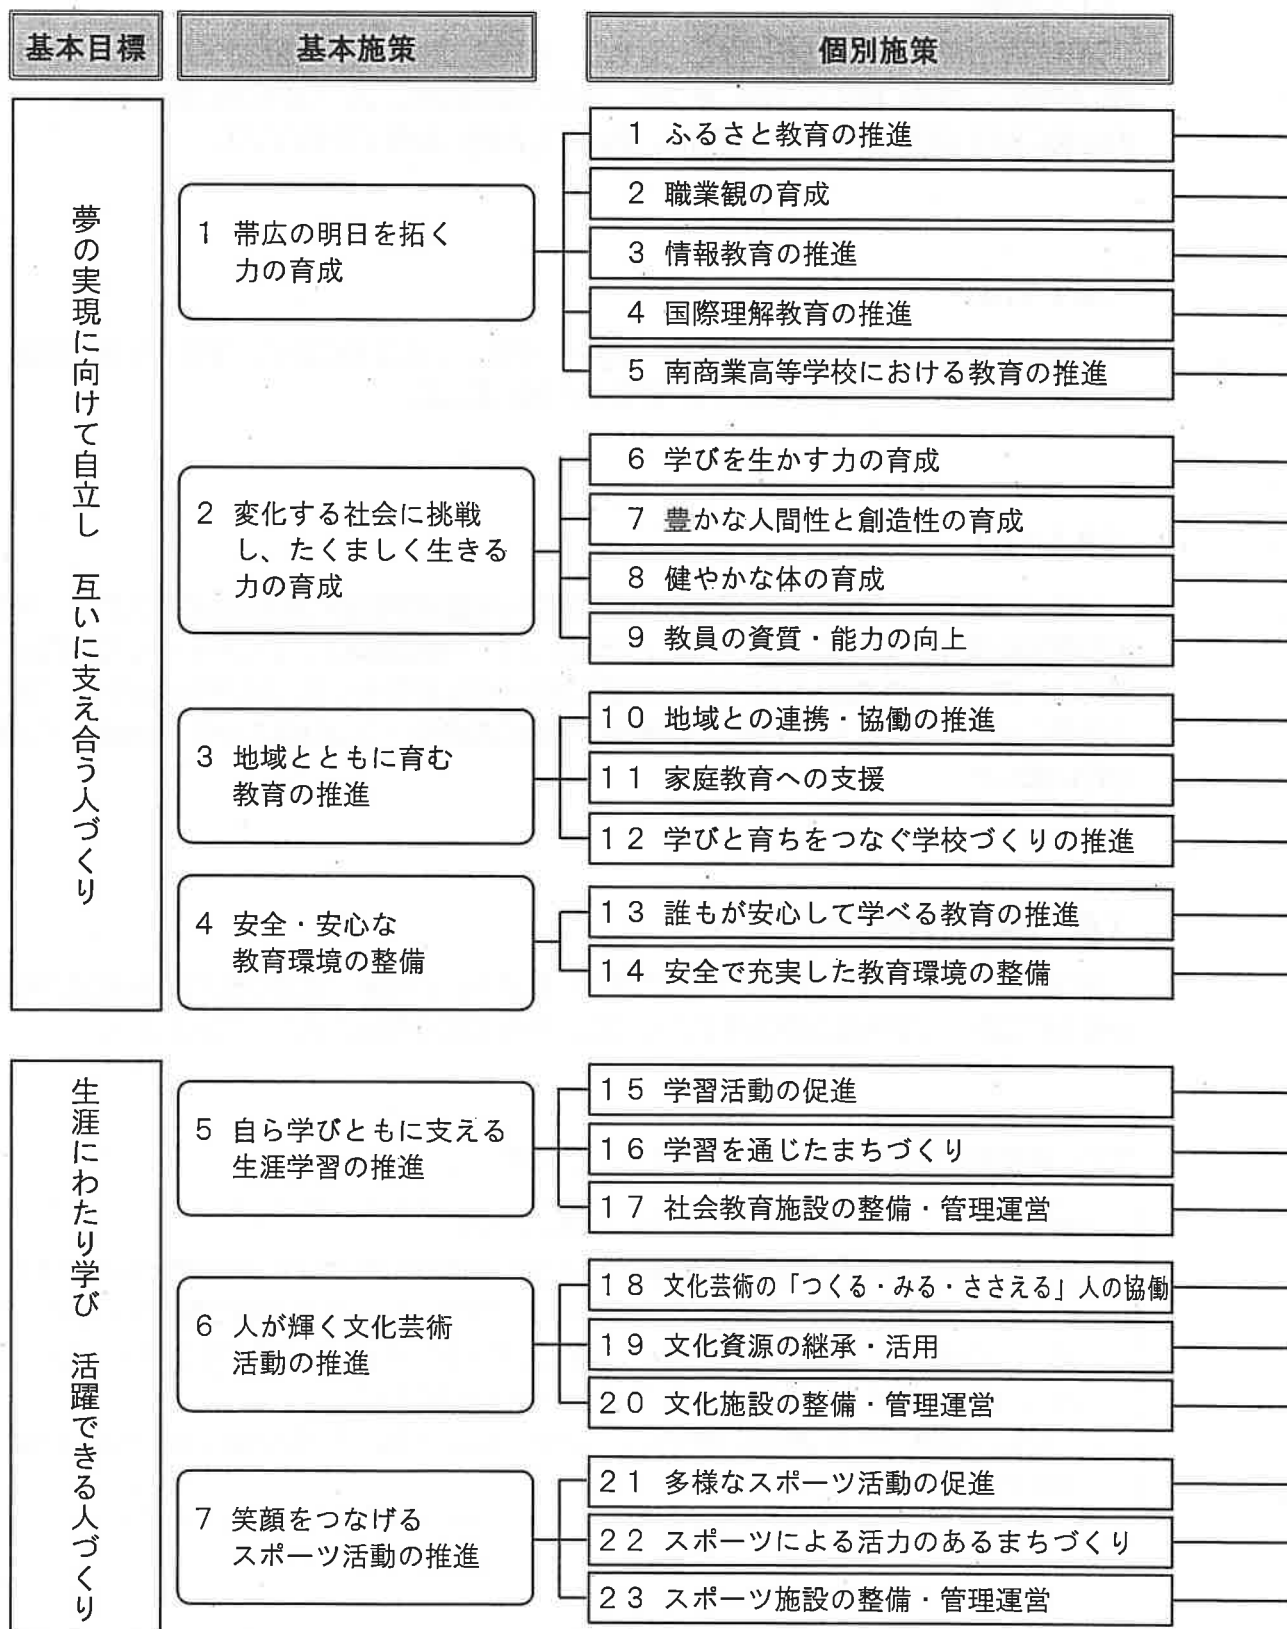 基本目標
基本施策
個別施策
夢の実現に向けて自立し 互いに支え合う人づくり
1 帯広の明日を拓く
力の育成
1 ふるさと教育の推進
2 職業観の育成
3 情報教育の推進
4 国際理解教育の推進
5 南商業高等学校における教育の推進
2 変化する社会に挑戦
し、たくましく生きる
力の育成
6 学びを生かす力の育成
7 豊かな人間性と創造性の育成
8 健やかな体の育成
9 教員の資質・能力の向上
3 地域とともに育む
教育の推進
10 地域との連携・協働の推進
11 家庭教育への支援
12 学びと育ちをつなぐ学校づくりの推進
4 安全・安心な
教育環境の整備
13 誰もが安心して学べる教育の推進
14 安全で充実した教育環境の整備
生涯にわたり学び 活躍できる人づくり
5 自ら学びともに支える
生涯学習の推進
15 学習活動の促進
16 学習を通じたまちづくり
17 社会教育施設の整備・管理運営
6 人が輝く文化芸術
活動の推進
18 文化芸術の「つくる・みる・ささえる」人の協働
19 文化資源の継承・活用
20 文化施設の整備・管理運営
7 笑顔をつなげる
スポーツ活動の推進
21 多様なスポーツ活動の促進
22 スポーツによる活力のあるまちづくり
23 スポーツ施設の整備・管理運営